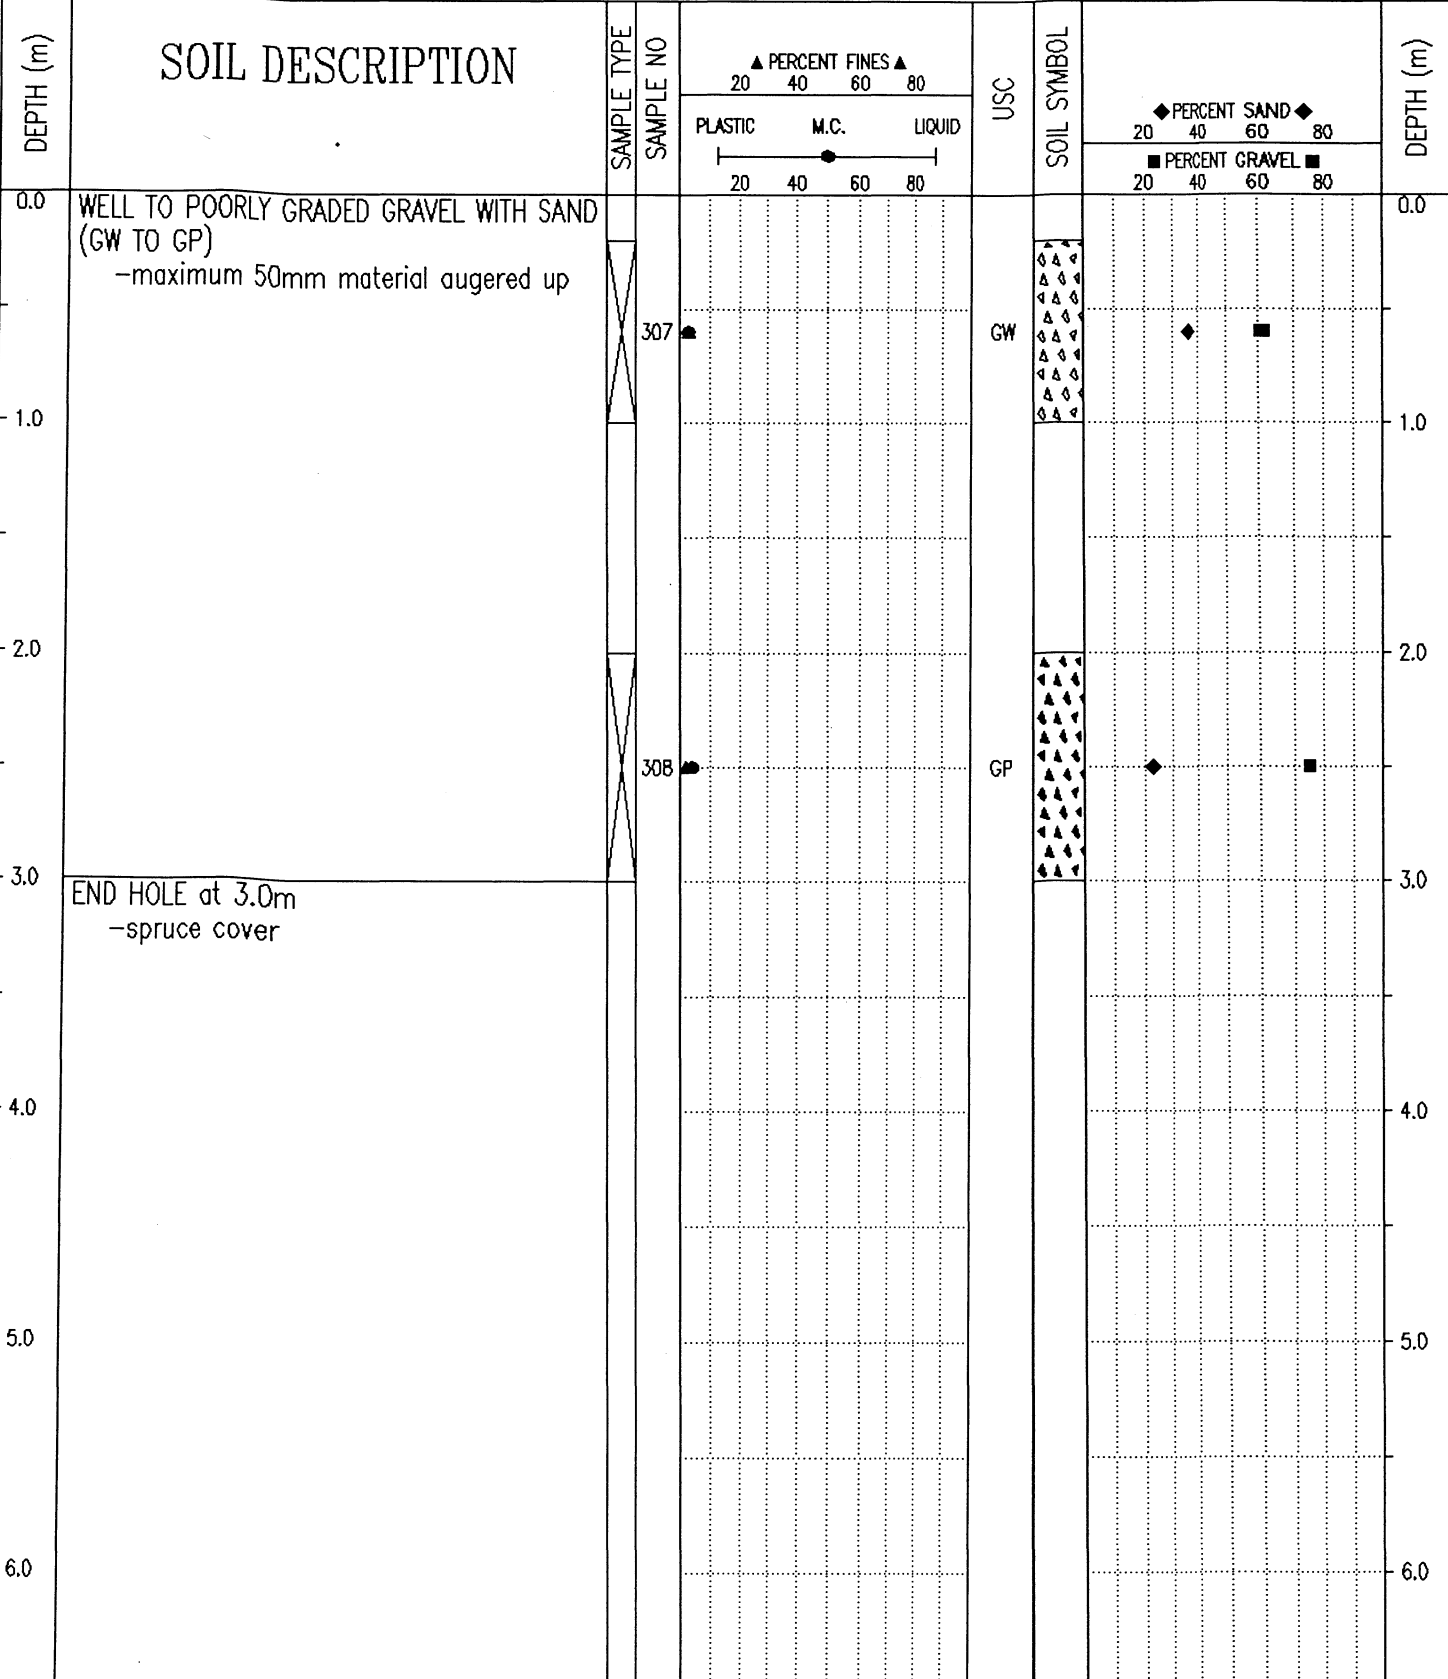 DEPTH (m)
SOIL DESCRIPTION
SAMPLE TYPE
SAMPLE NO
▲ PERCENT FINES ▲
20 40 60 80
PLASTIC M.C. LIQUID
20 40 60 80
USC
SOIL SYMBOL
◆PERCENT SAND◆
20 40 60 80
■ PERCENT GRAVEL ■
20 40 60 80
DEPTH (m)
0.0
WELL TO POORLY GRADED GRAVEL WITH SAND
(GW TO GP)
-maximum 50mm material augered up
0.0
307
GW
1.0
1.0
2.0
2.0
308
GP
3.0
3.0
END HOLE at 3.0m
-spruce cover
4.0
4.0
5.0
5.0
6.0
6.0